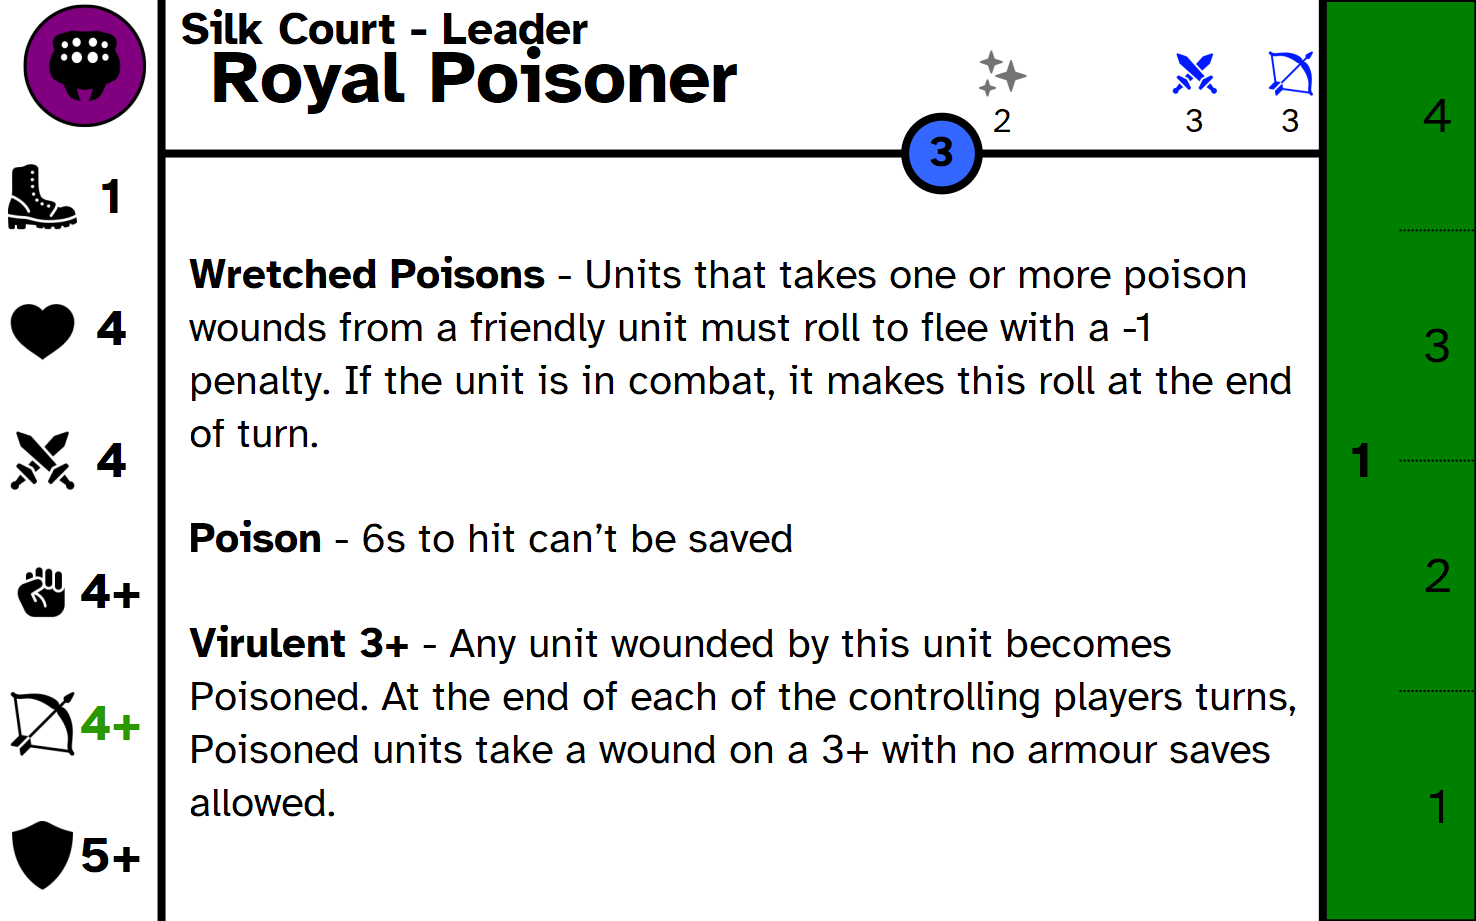 Silk Court - Leader
Royal Poisoner
2
3
3
3
1
4
4
4+
4+
5+
Wretched Poisons - Units that takes one or more poison
wounds from a friendly unit must roll to flee with a -1
penalty. If the unit is in combat, it makes this roll at the end
of turn.
Poison - 6s to hit can’t be saved
Virulent 3+ - Any unit wounded by this unit becomes
Poisoned. At the end of each of the controlling players turns,
Poisoned units take a wound on a 3+ with no armour saves
allowed.
1
4
3
2
1